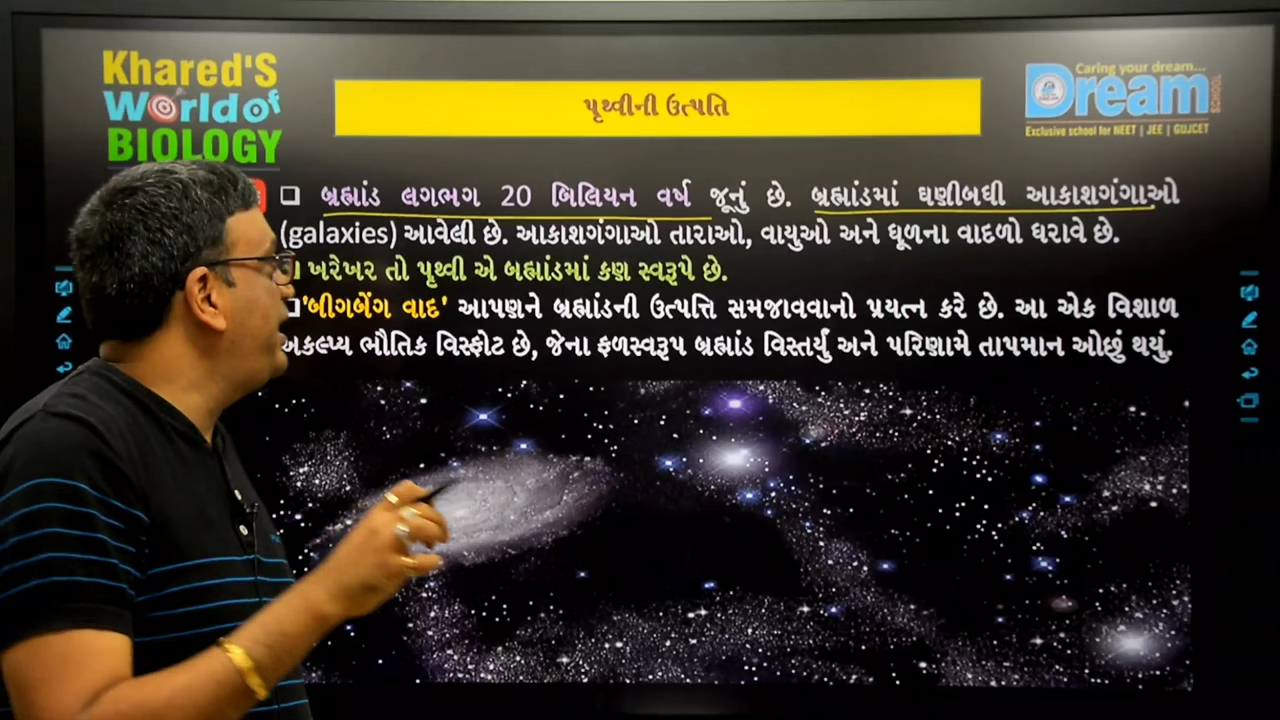 Khared'S
World of
BIOLOGY
પૃથ્વીની ઉત્પતિ
Caring your dream...
Dream
Exclusive school for NEET | JEE | GUJCET
❑ બ્રહ્માંડ લગભગ 20 બિલિયન વર્ષ જૂનું છે. બ્રહ્માંડમાં ઘણીબધી આકાશગંગાઓ
(galaxies) આવેલી છે. આકાશગંગાઓ તારાઓ, વાયુઓ અને ધૂળના વાદળો ધરાવે છે.
ખરેખર તો પૃથ્વી એ બ્રહ્માંડમાં કણ સ્વરૂપે છે.
❑ 'બીગબેંગ વાદ' આપણને બ્રહ્માંડની ઉત્પત્તિ સમજાવવાનો પ્રયત્ન કરે છે. આ એક વિશાળ
અકલ્પ્ય ભૌતિક વિસ્ફોટ છે, જેના ફળસ્વરૂપ બ્રહ્માંડ વિસ્તર્યું અને પરિણામે તાપમાન ઓછું થયું.